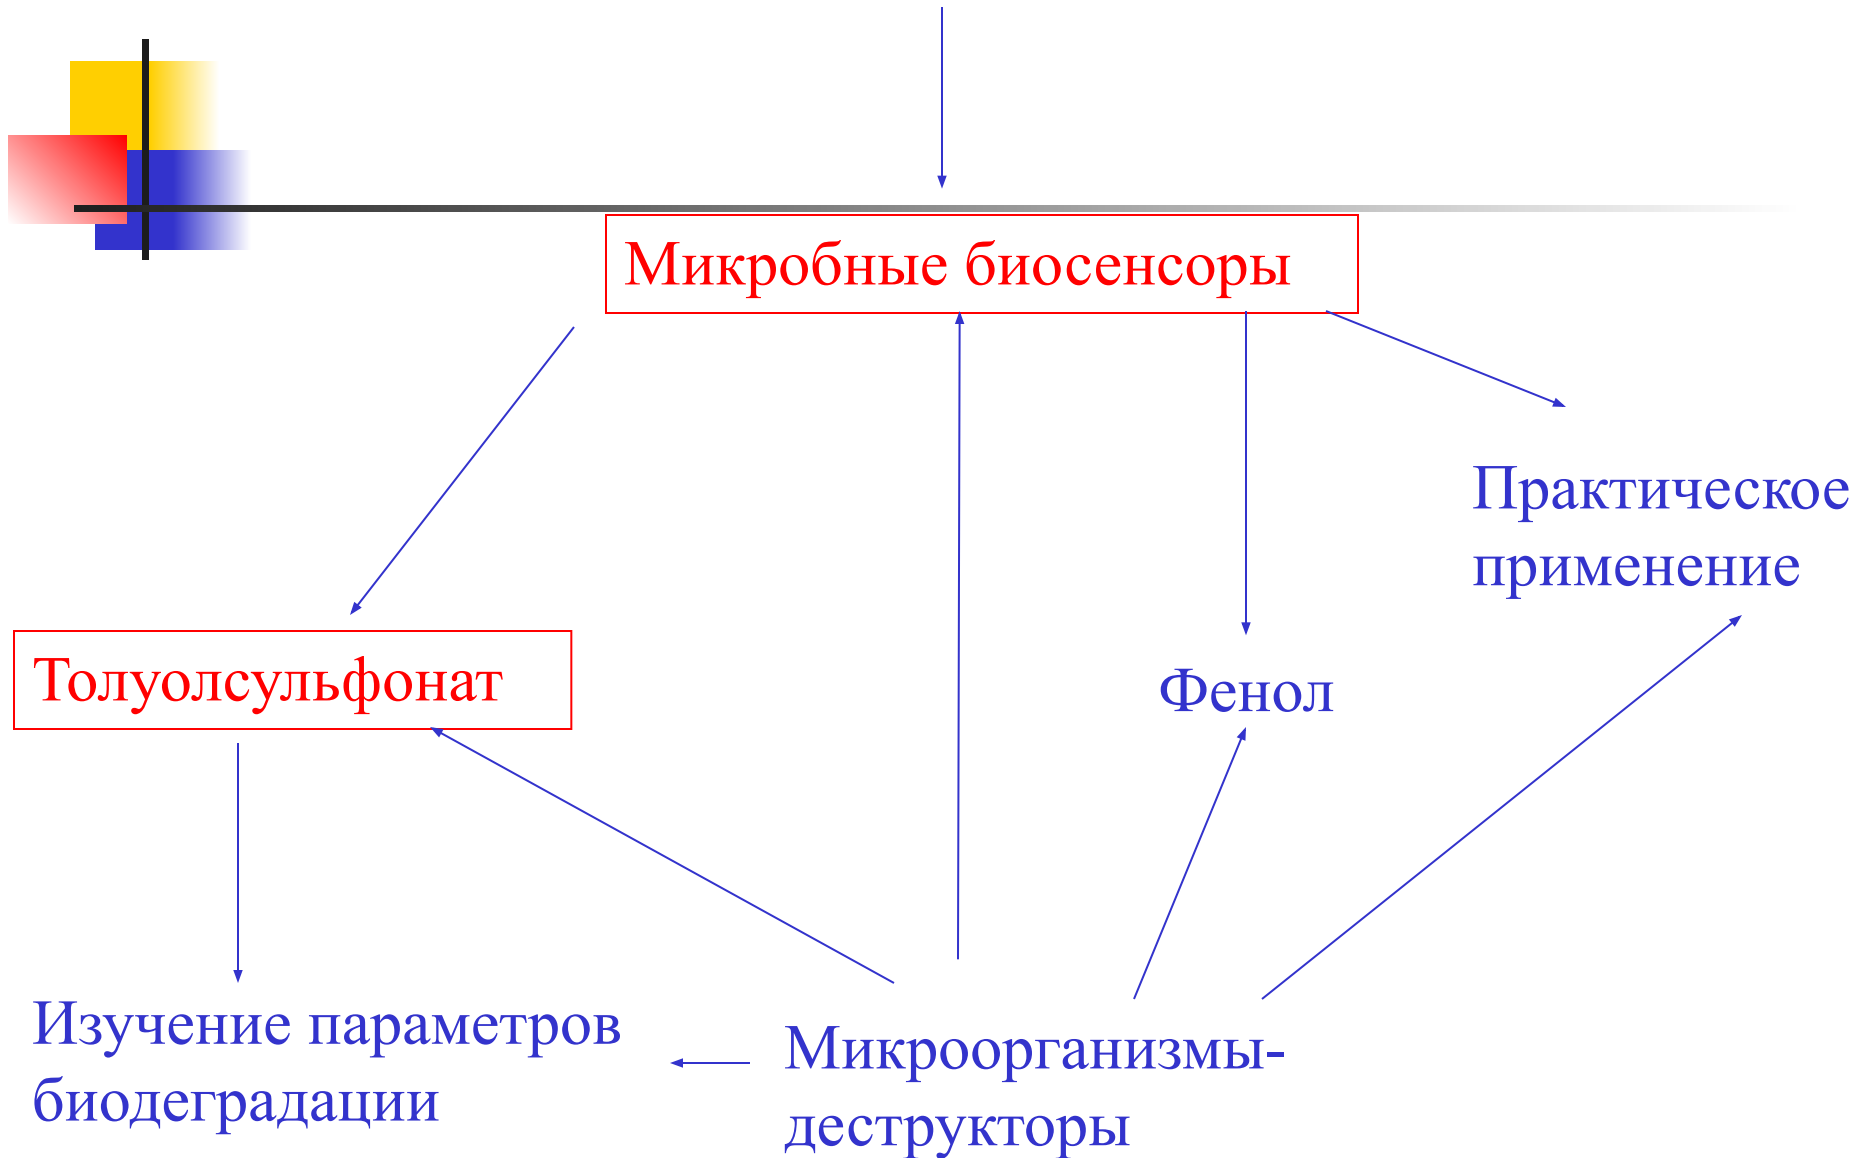 Микробные биосенсоры
Практическое
применение
Толуолсульфонат
Фенол
Изучение параметров
биодеградации
Микроорганизмы-
деструкторы